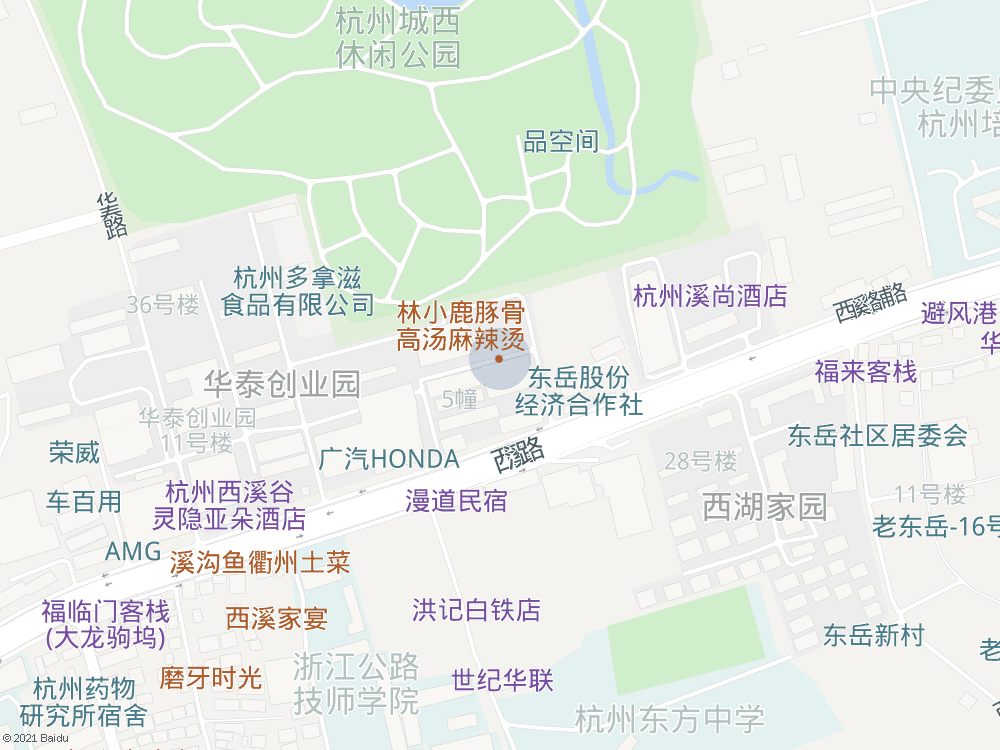 杭州城西
休闲公园
中央纪委
杭州培
品空间
华泰路
杭州多拿滋
食品有限公司
36号楼
林小鹿豚骨
高汤麻辣烫
杭州溪尚酒店
西溪路辅路
避风港
华
福来客栈
华泰创业园
5幢
东岳股份
经济合作社
华泰创业园
11号楼
荣威
广汽HONDA
西溪路
28号楼
东岳社区居委会
车百用
杭州西溪谷
灵隐亚朵酒店
漫道民宿
西湖家园
11号楼
老东岳-16号
AMG
溪沟鱼衢州土菜
福临门客栈
(大龙驹坞)
西溪家宴
洪记白铁店
东岳新村
老
浙江公路
技师学院
磨牙时光
世纪华联
杭州药物
研究所宿舍
杭州东方中学
© 2021 Baidu